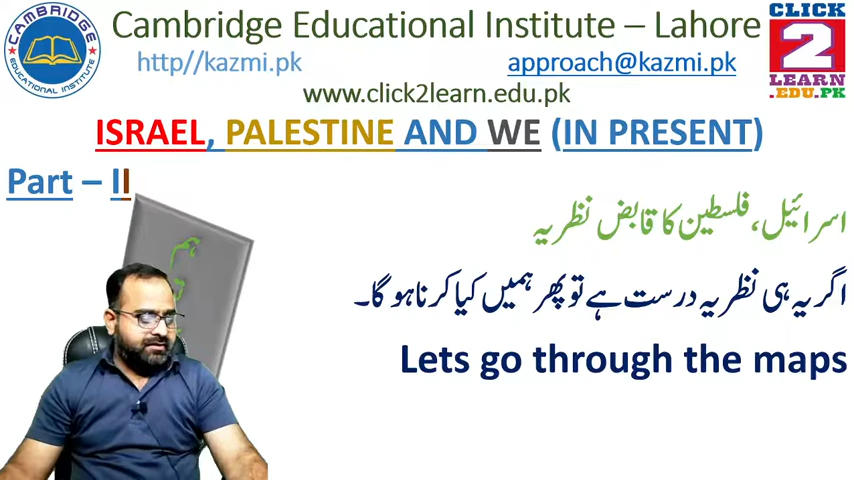 CAMBRIDGE
EDUCATIONAL INSTITUTE
Cambridge Educational Institute – Lahore
http//kazmi.pk
approach@kazmi.pk
www.click2learn.edu.pk
CLICK
2
LEARN
.EDU.PK
ISRAEL, PALESTINE AND WE (IN PRESENT)
Part – II
اسرائیل، فلسطین کا قابض نظریہ
ہم
اگر یہ ہی نظریہ درست ہے تو پھر ہمیں کیا کرنا ہو گا۔
Lets go through the maps